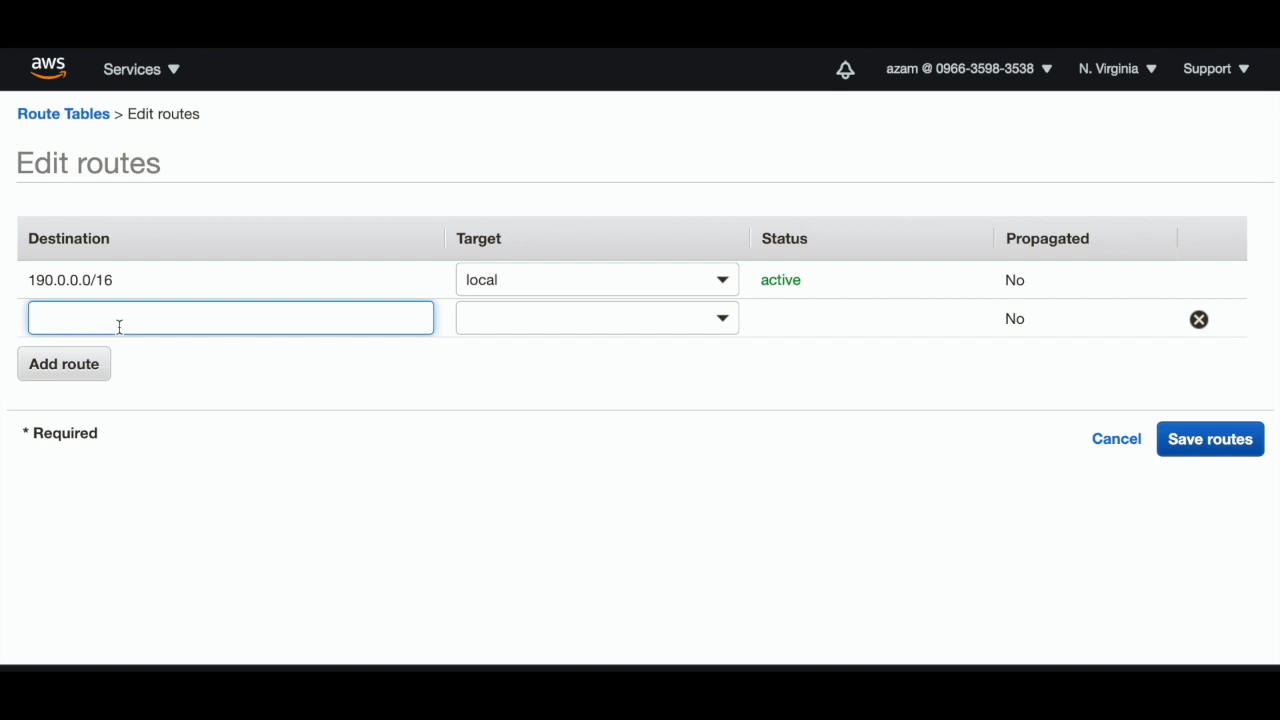 aws
Services
azam @ 0966-3598-3538
N. Virginia
Support
Route Tables > Edit routes
Edit routes
Destination Target Status Propagated
190.0.0.0/16 local active No
No
Add route
* Required
Cancel
Save routes